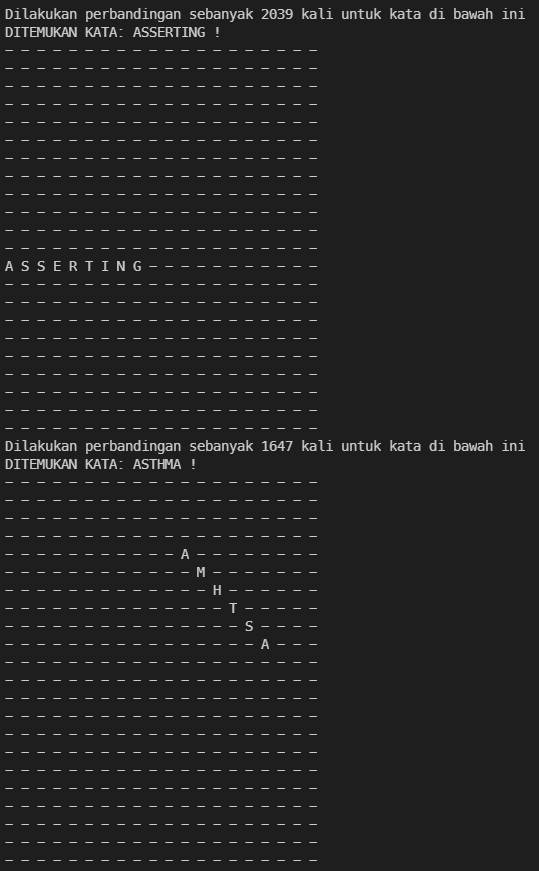 Dilakukan perbandingan sebanyak 2039 kali untuk kata di bawah ini
DITEMUKAN KATA: ASSERTING !
- - - - - - - - - - - - - - - - - - - -
- - - - - - - - - - - - - - - - - - - -
- - - - - - - - - - - - - - - - - - - -
- - - - - - - - - - - - - - - - - - - -
- - - - - - - - - - - - - - - - - - - -
- - - - - - - - - - - - - - - - - - - -
- - - - - - - - - - - - - - - - - - - -
- - - - - - - - - - - - - - - - - - - -
- - - - - - - - - - - - - - - - - - - -
- - - - - - - - - - - - - - - - - - - -
- - - - - - - - - - - - - - - - - - - -
- - - - - - - - - - - - - - - - - - - -
A S S E R T I N G - - - - - - - - - - -
- - - - - - - - - - - - - - - - - - - -
- - - - - - - - - - - - - - - - - - - -
- - - - - - - - - - - - - - - - - - - -
- - - - - - - - - - - - - - - - - - - -
- - - - - - - - - - - - - - - - - - - -
- - - - - - - - - - - - - - - - - - - -
- - - - - - - - - - - - - - - - - - - -
- - - - - - - - - - - - - - - - - - - -
- - - - - - - - - - - - - - - - - - - -
Dilakukan perbandingan sebanyak 1647 kali untuk kata di bawah ini
DITEMUKAN KATA: ASTHMA !
- - - - - - - - - - - - - - - - - - - -
- - - - - - - - - - - - - - - - - - - -
- - - - - - - - - - - - - - - - - - - -
- - - - - - - - - - - - - - - - - - - -
- - - - - - - - - - - A - - - - - - - -
- - - - - - - - - - - - M - - - - - - -
- - - - - - - - - - - - - H - - - - - -
- - - - - - - - - - - - - - T - - - - -
- - - - - - - - - - - - - - - S - - - -
- - - - - - - - - - - - - - - - A - - -
- - - - - - - - - - - - - - - - - - - -
- - - - - - - - - - - - - - - - - - - -
- - - - - - - - - - - - - - - - - - - -
- - - - - - - - - - - - - - - - - - - -
- - - - - - - - - - - - - - - - - - - -
- - - - - - - - - - - - - - - - - - - -
- - - - - - - - - - - - - - - - - - - -
- - - - - - - - - - - - - - - - - - - -
- - - - - - - - - - - - - - - - - - - -
- - - - - - - - - - - - - - - - - - - -
- - - - - - - - - - - - - - - - - - - -
- - - - - - - - - - - - - - - - - - - -